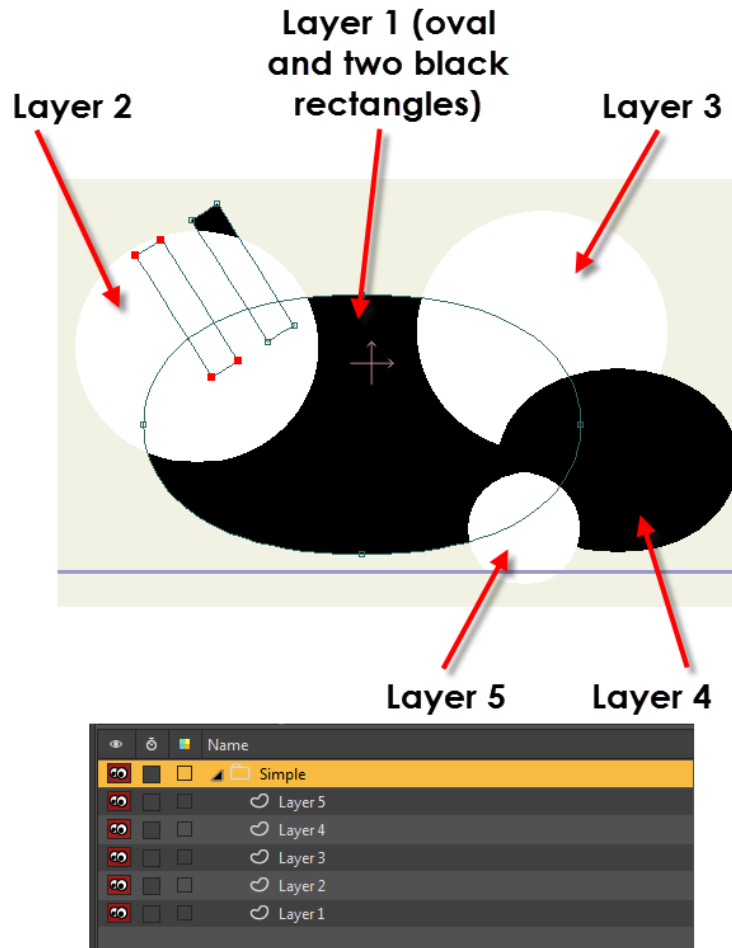 Layer 1 (oval
and two black
rectangles)
Layer 2
Layer 3
Layer 5
Layer 4
Name
Simple
Layer 5
Layer 4
Layer 3
Layer 2
Layer 1